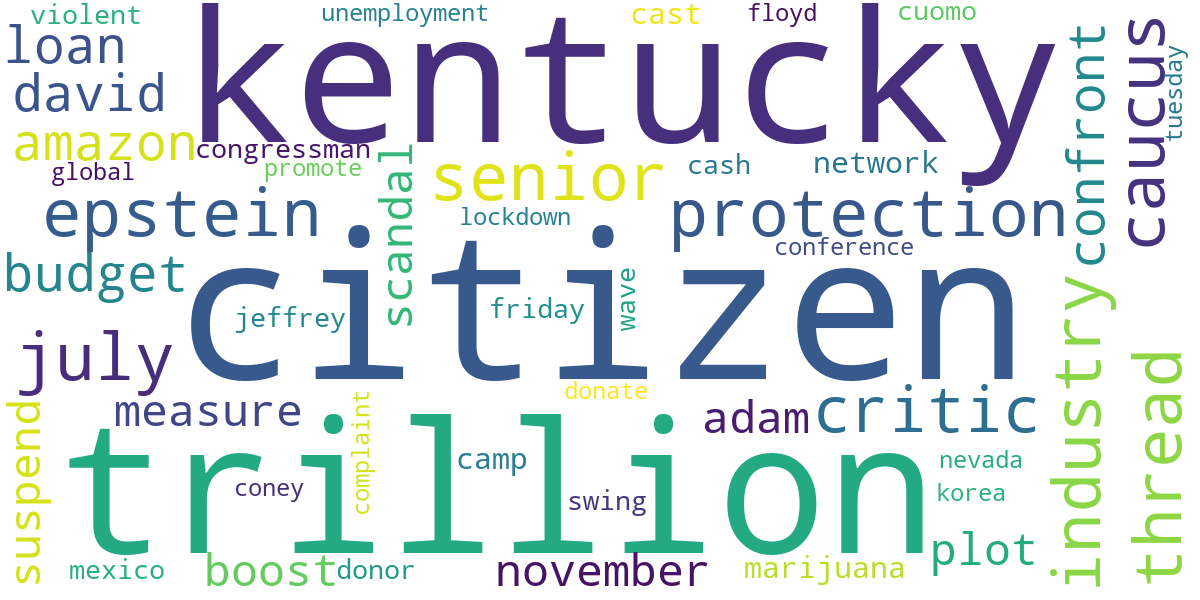 violent
unemployment
cast
floyd
cuomo
loan
kentucky
confront
caucus
tuesday
david
amazon
congressman
global
promote
scandal
senior
cash
network
epstein
lockdown
protection
conference
budget
citizen
jeffrey
friday
wave
industry
july
thread
measure
donate
adam
critic
suspend
complaint
trillion
camp
coney
swing
nevada
korea
plot
mexico
boost
donor
november
marijuana